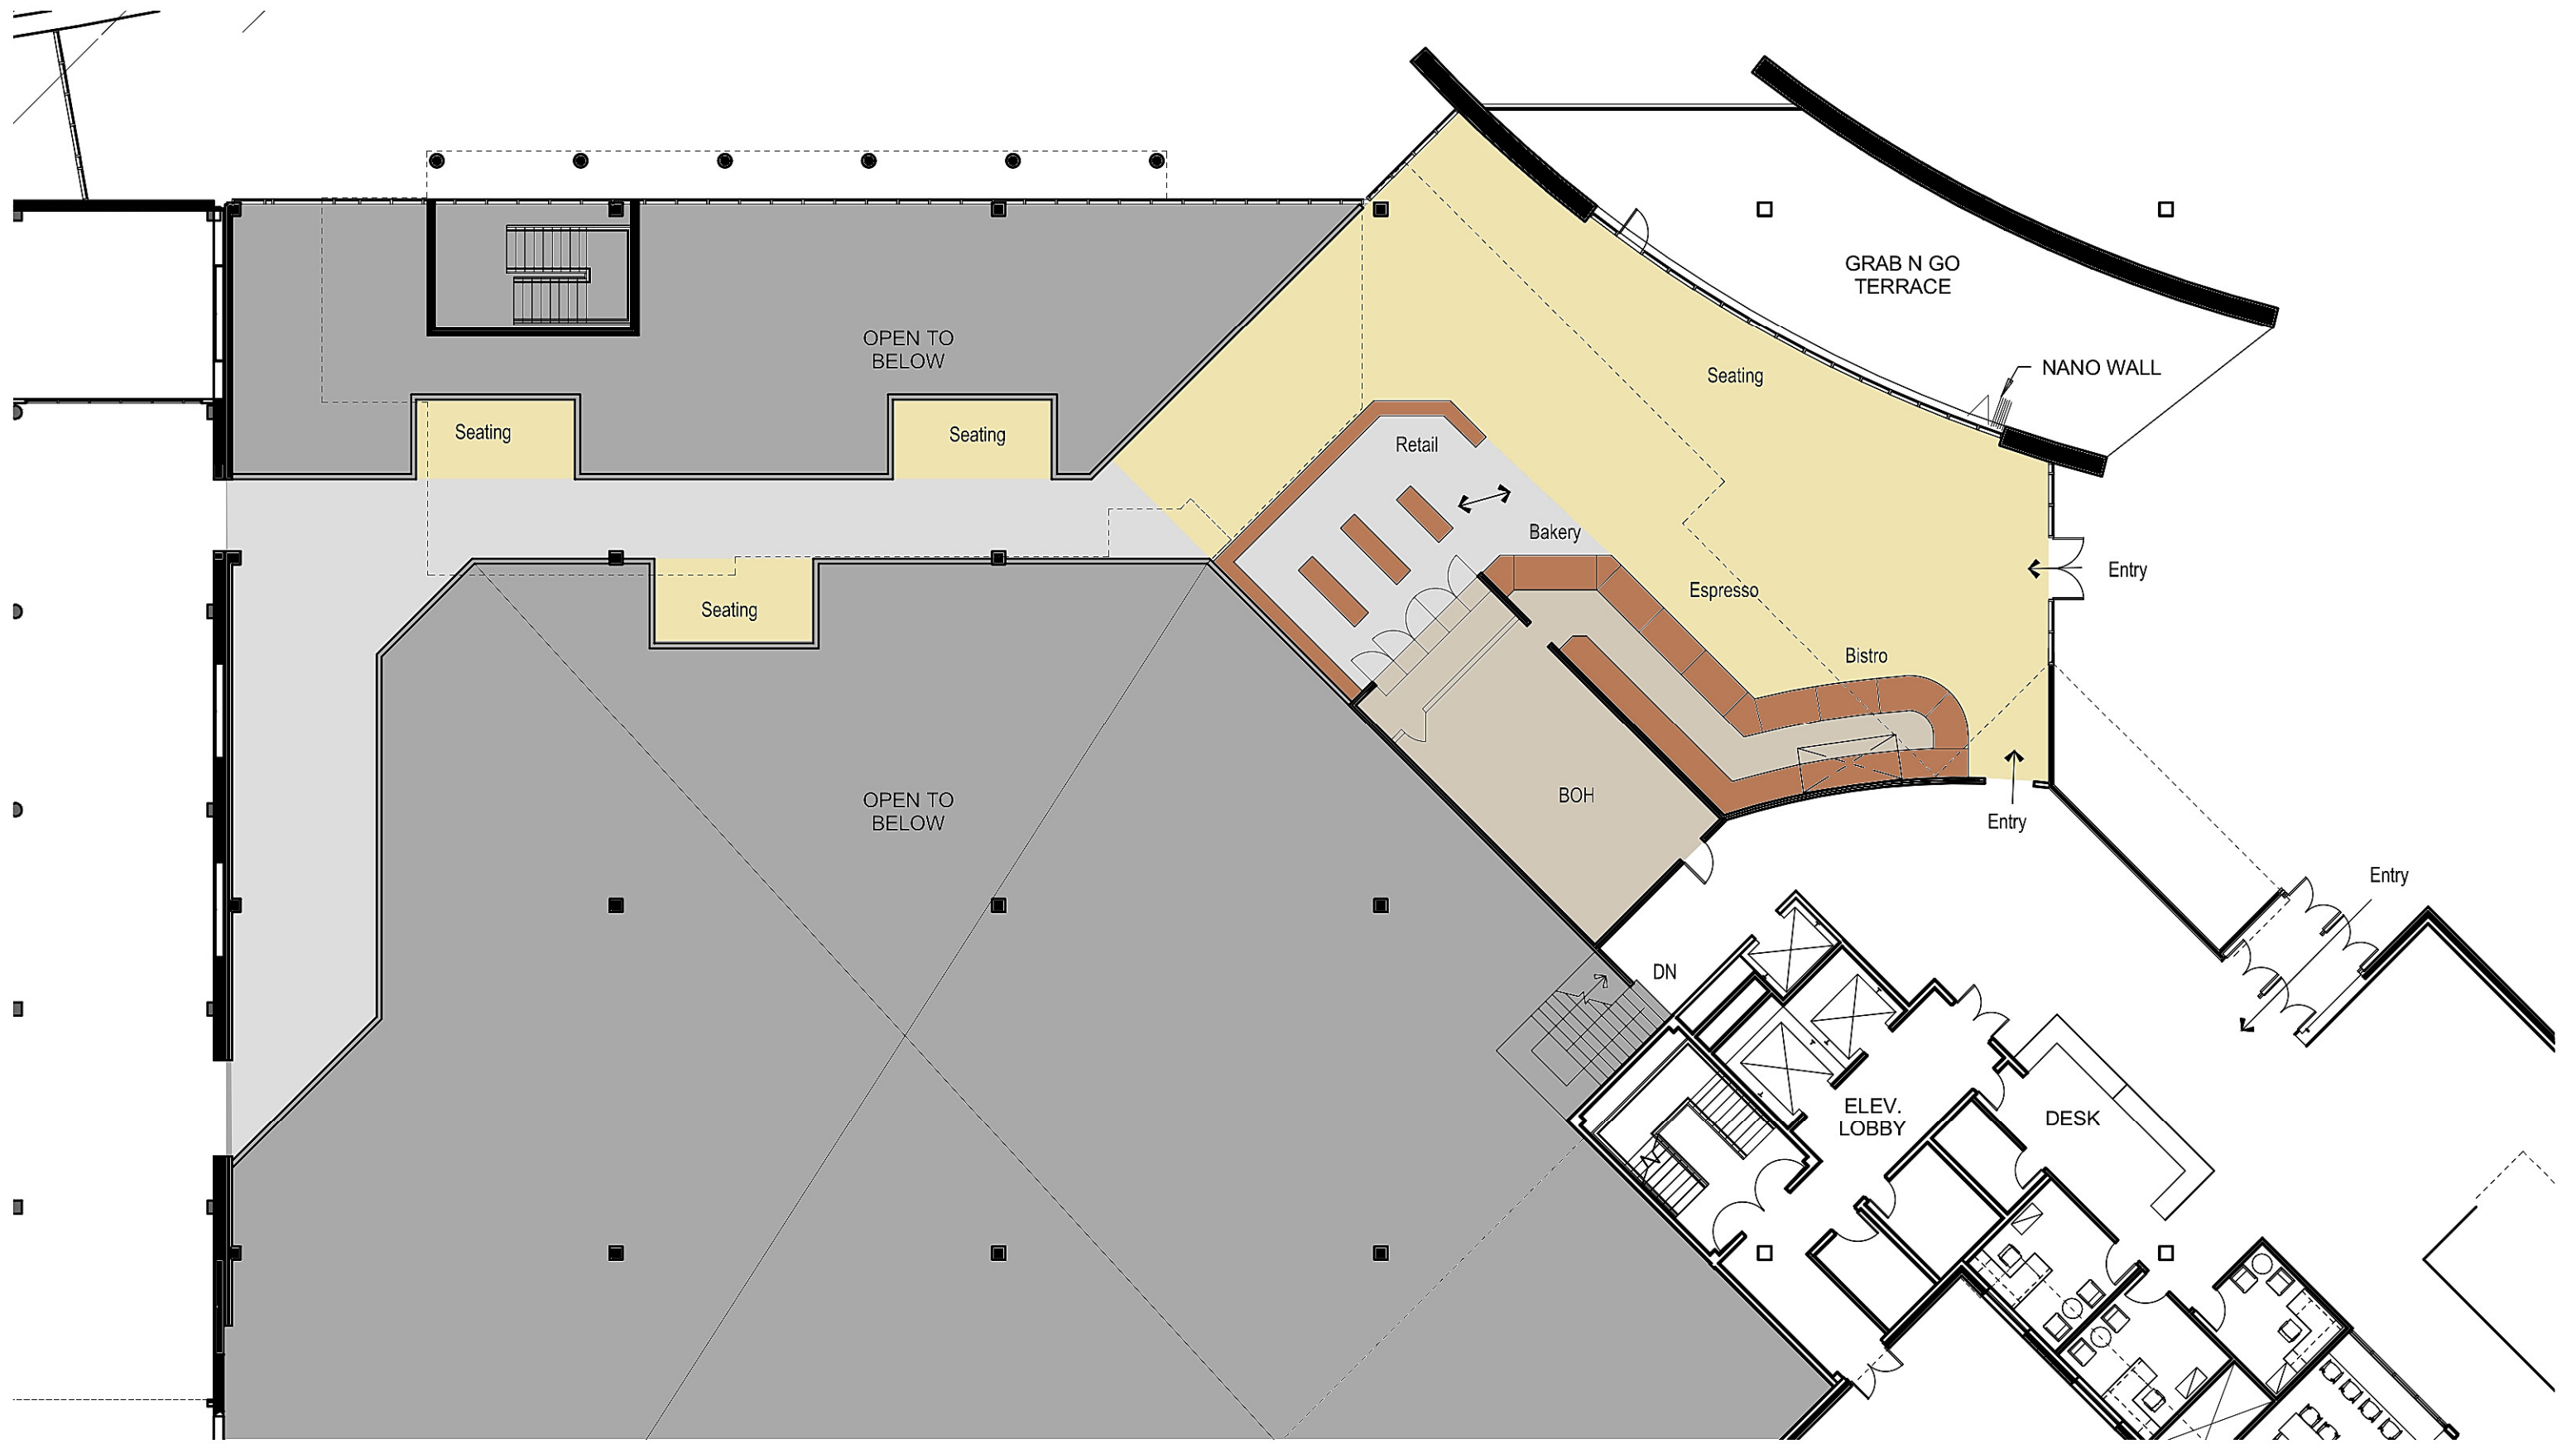 GRAB N GO
TERRACE
OPEN TO
BELOW
NANO WALL
Seating
Seating
Seating
Retail
Bakery
Entry
Espresso
Seating
Bistro
OPEN TO
BELOW
BOH
Entry
Entry
DN
ELEV.
LOBBY
DESK